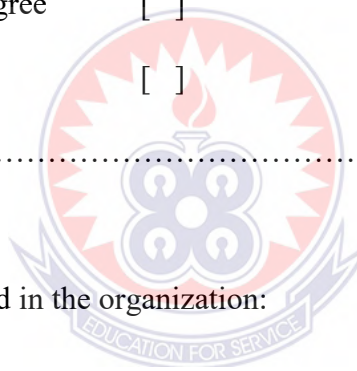 gree [ ]
[ ]
................................................
d in the organization:
EDUCATION FOR SERVICE